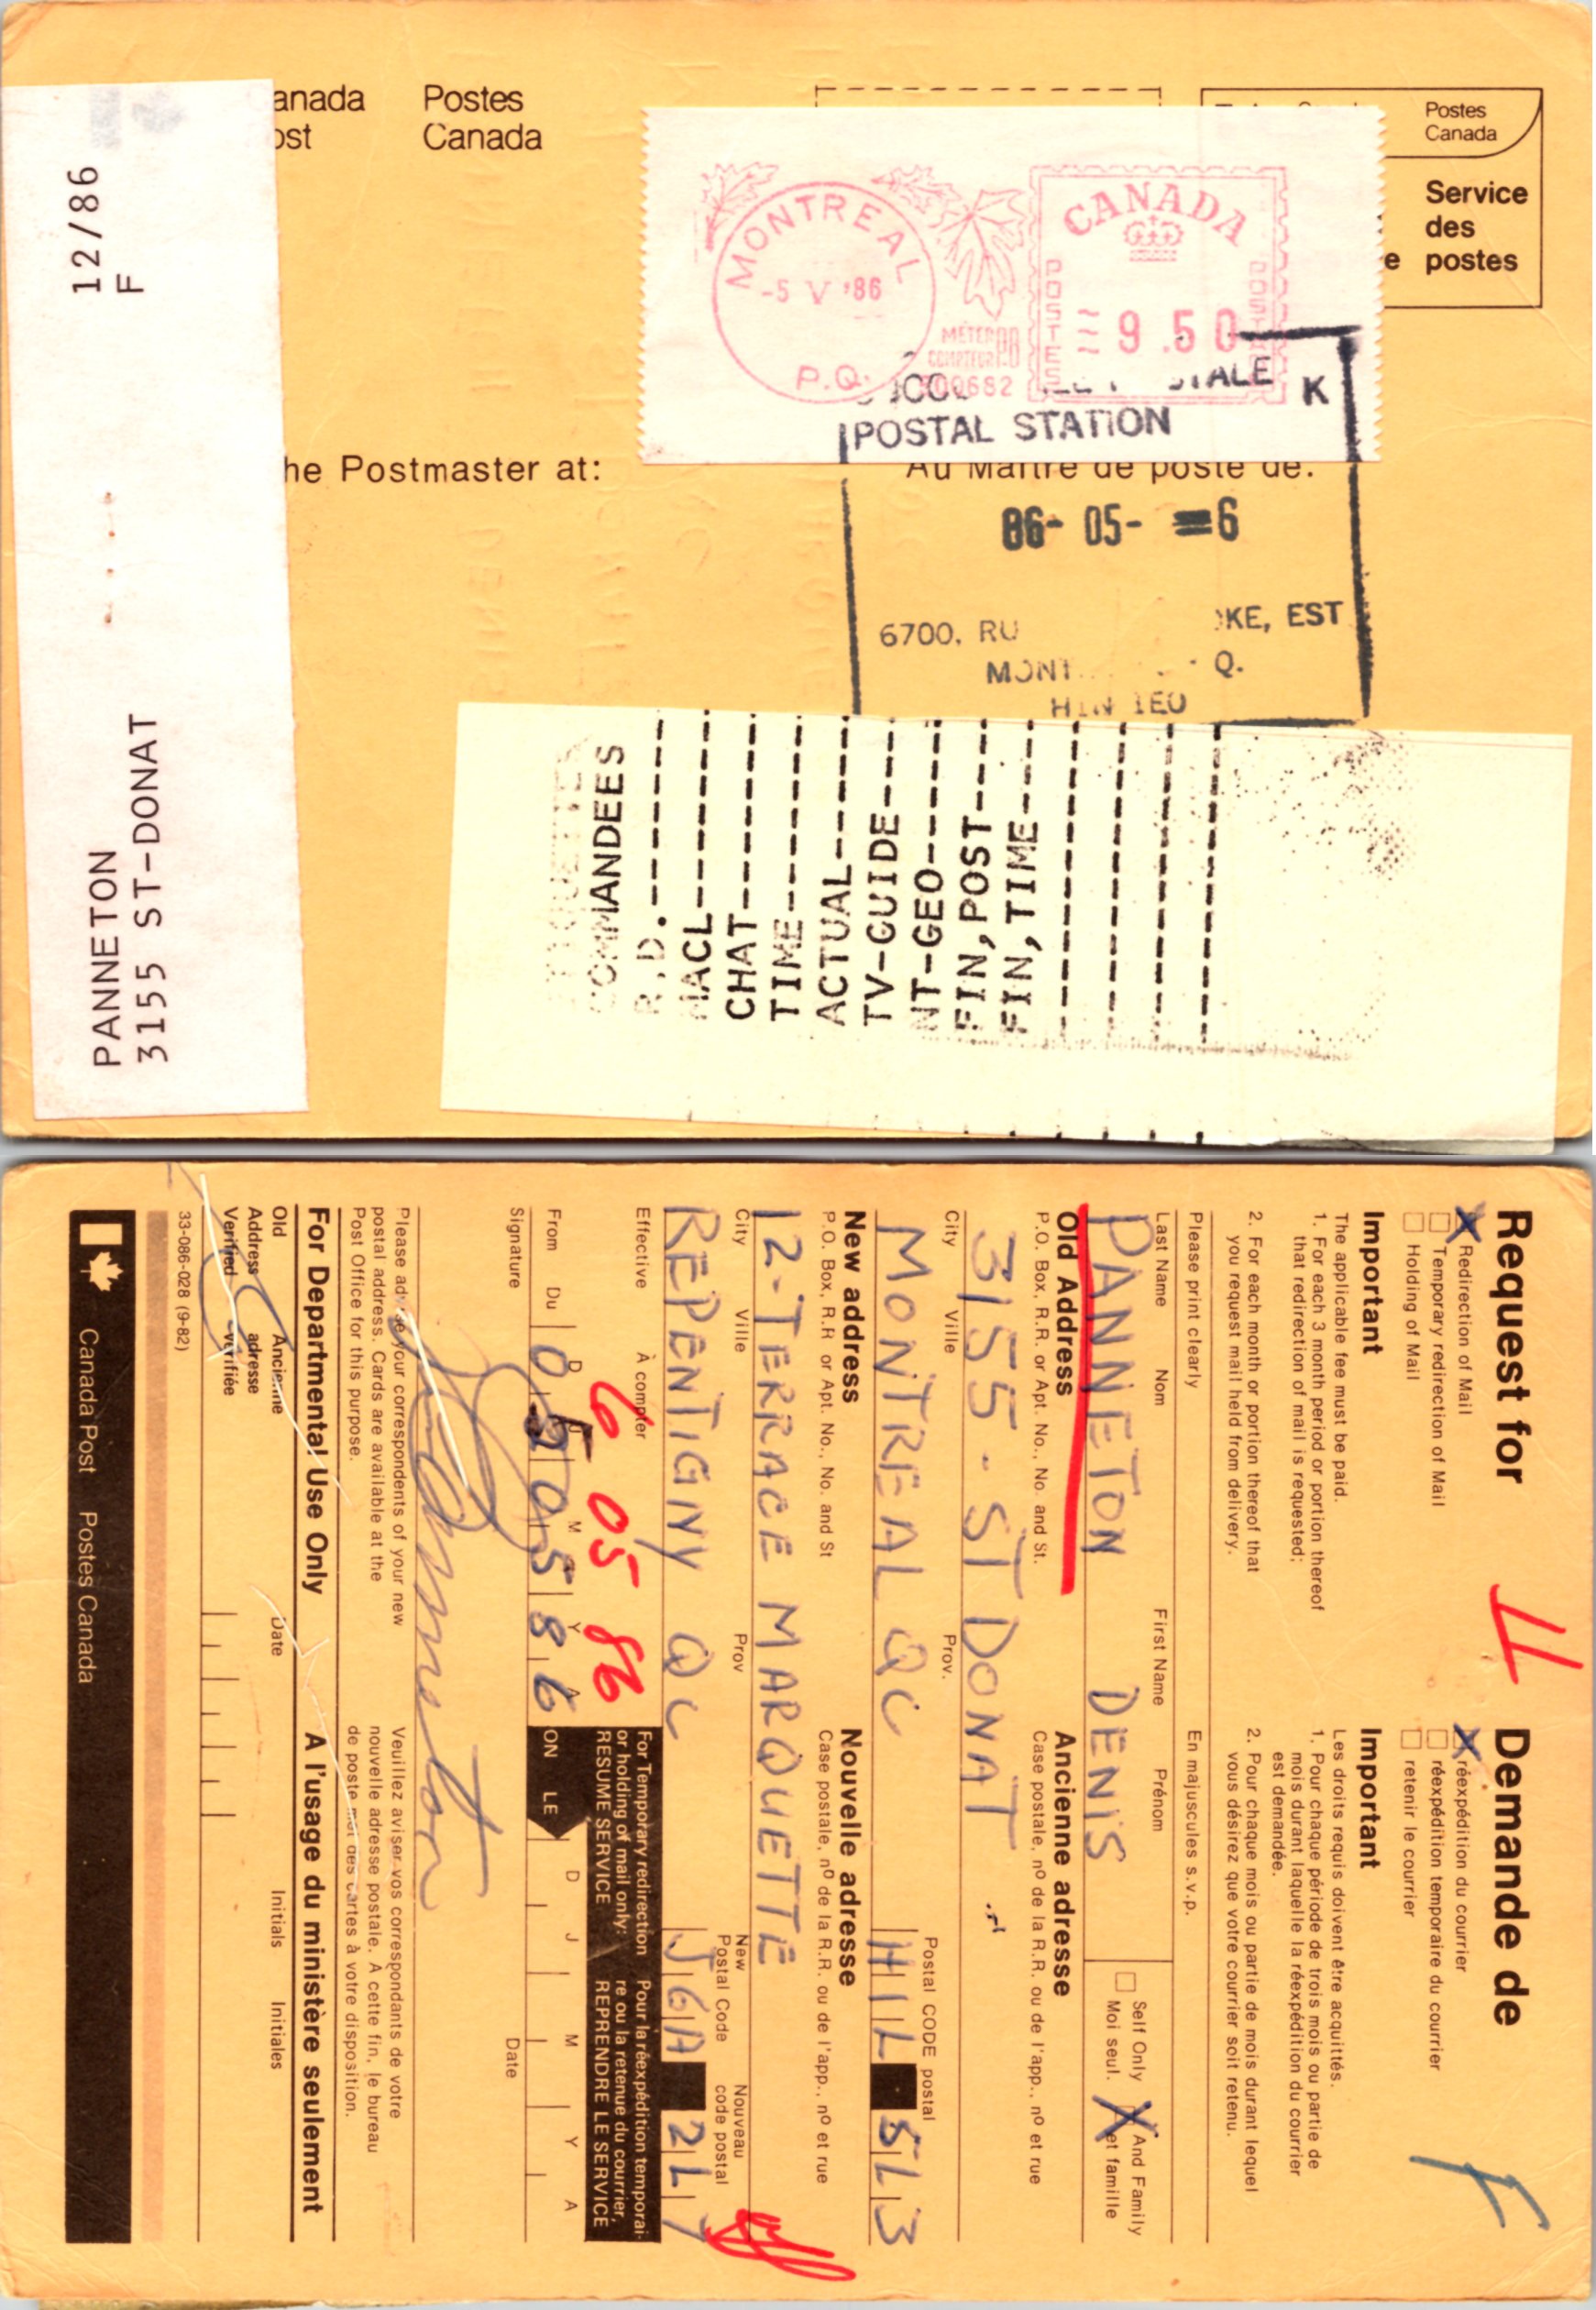 anada Postes
ost Canada
Postes
Canada
Service
des
e postes
MONTREAL
-5 V '86
P.Q.
CANADA
POSTES
POSTAGE
9.50
METER
COMPTEUR
K
POSTAL STATION
he Postmaster at: Au Maître de poste de:
86- 05- 6
6700, RU KE, EST
Q.
H1N 1E0
12/86
F
PANNETON
3155 ST-DONAT
COMMANDEES
R.D.
MACL
CHAT
TIME
ACTUAL
TV-GUIDE
NT-GEO
FIN,POST
FIN,TIME
Request for Demande de
X Redirection of Mail X réexpédition du courrier
Temporary redirection of Mail réexpédition temporaire du courrier
Holding of Mail retenir le courrier
Important Important
The applicable fee must be paid.
1. For each 3 month period or portion thereof
that redirection of mail is requested;
2. For each month or portion thereof that
you request mail held from delivery.
Les droits requis doivent être acquittés.
1. Pour chaque période de trois mois ou partie de
mois durant laquelle la réexpédition du courrier
est demandée.
2. Pour chaque mois ou partie de mois durant lequel
vous désirez que votre courrier soit retenu.
F
Please print clearly En majuscules s.v.p.
Last Name Nom First Name Prénom
Self Only And Family
Moi seul. X et famille
PANNETON DENIS
Old Address Ancienne adresse
P.O. Box, R.R. or Apt. No., No. and St. Case postale, nº de la R.R. ou de l'app., nº et rue
3155-ST DONAT
City Ville Prov. Postal CODE postal
MONTREAL QC H1L 5L3
New address Nouvelle adresse
P.O. Box, R.R or Apt. No., No. and St Case postale, nº de la R.R. ou de l'app., nº et rue
12-TERRACE MARQUETTE
City Ville Prov New Postal Code Nouveau code postal
REPENTIGNY QC J6A 2L7
Effective À compter
6 05 86
For Temporary redirection
or holding of mail only:
RESUME SERVICE
Pour la réexpédition temporai-
re ou la retenue du courrier,
REPRENDRE LE SERVICE
From Du D J M Y A ON LE D J M Y A
05 05 86
Signature Date
Please advise your correspondents of your new
postal address. Cards are available at the
Post Office for this purpose.
Veuillez aviser vos correspondants de votre
nouvelle adresse postale. A cette fin, le bureau
de poste met des cartes à votre disposition.
For Departmental Use Only A l'usage du ministère seulement
Old Ancienne
Address adresse
Verified vérifiée
Date Initials Initiales
33-086-028 (9-82)
Canada Post Postes Canada